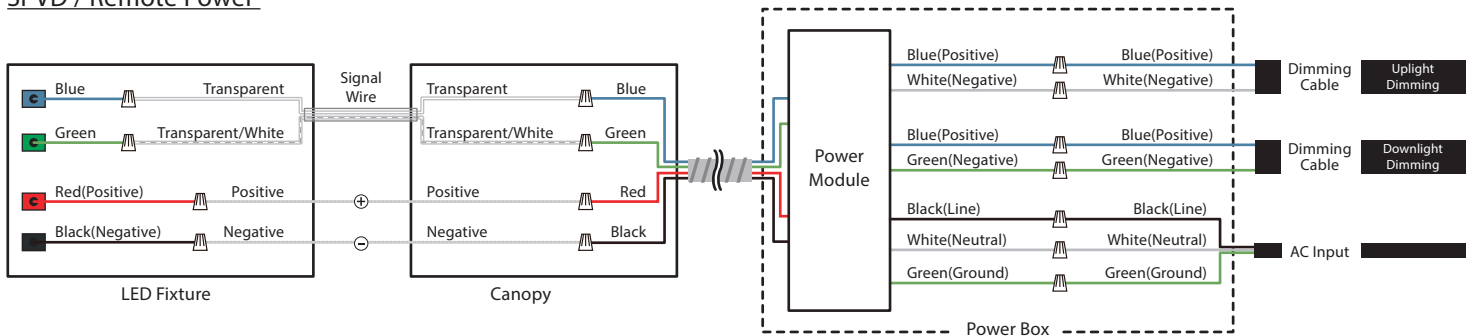 SPVD / Remote Power
Blue
Transparent
Signal
Wire
Transparent
Blue
Green
Transparent/White
Transparent/White
Green
Red(Positive)
Positive
Positive
Red
Black(Negative)
Negative
Negative
Black
LED Fixture
Canopy
Power
Module
Blue(Positive)
Blue(Positive)
White(Negative)
White(Negative)
Dimming
Cable
Uplight
Dimming
Blue(Positive)
Blue(Positive)
Green(Negative)
Green(Negative)
Dimming
Cable
Downlight
Dimming
Black(Line)
Black(Line)
White(Neutral)
White(Neutral)
AC Input
Green(Ground)
Green(Ground)
Power Box